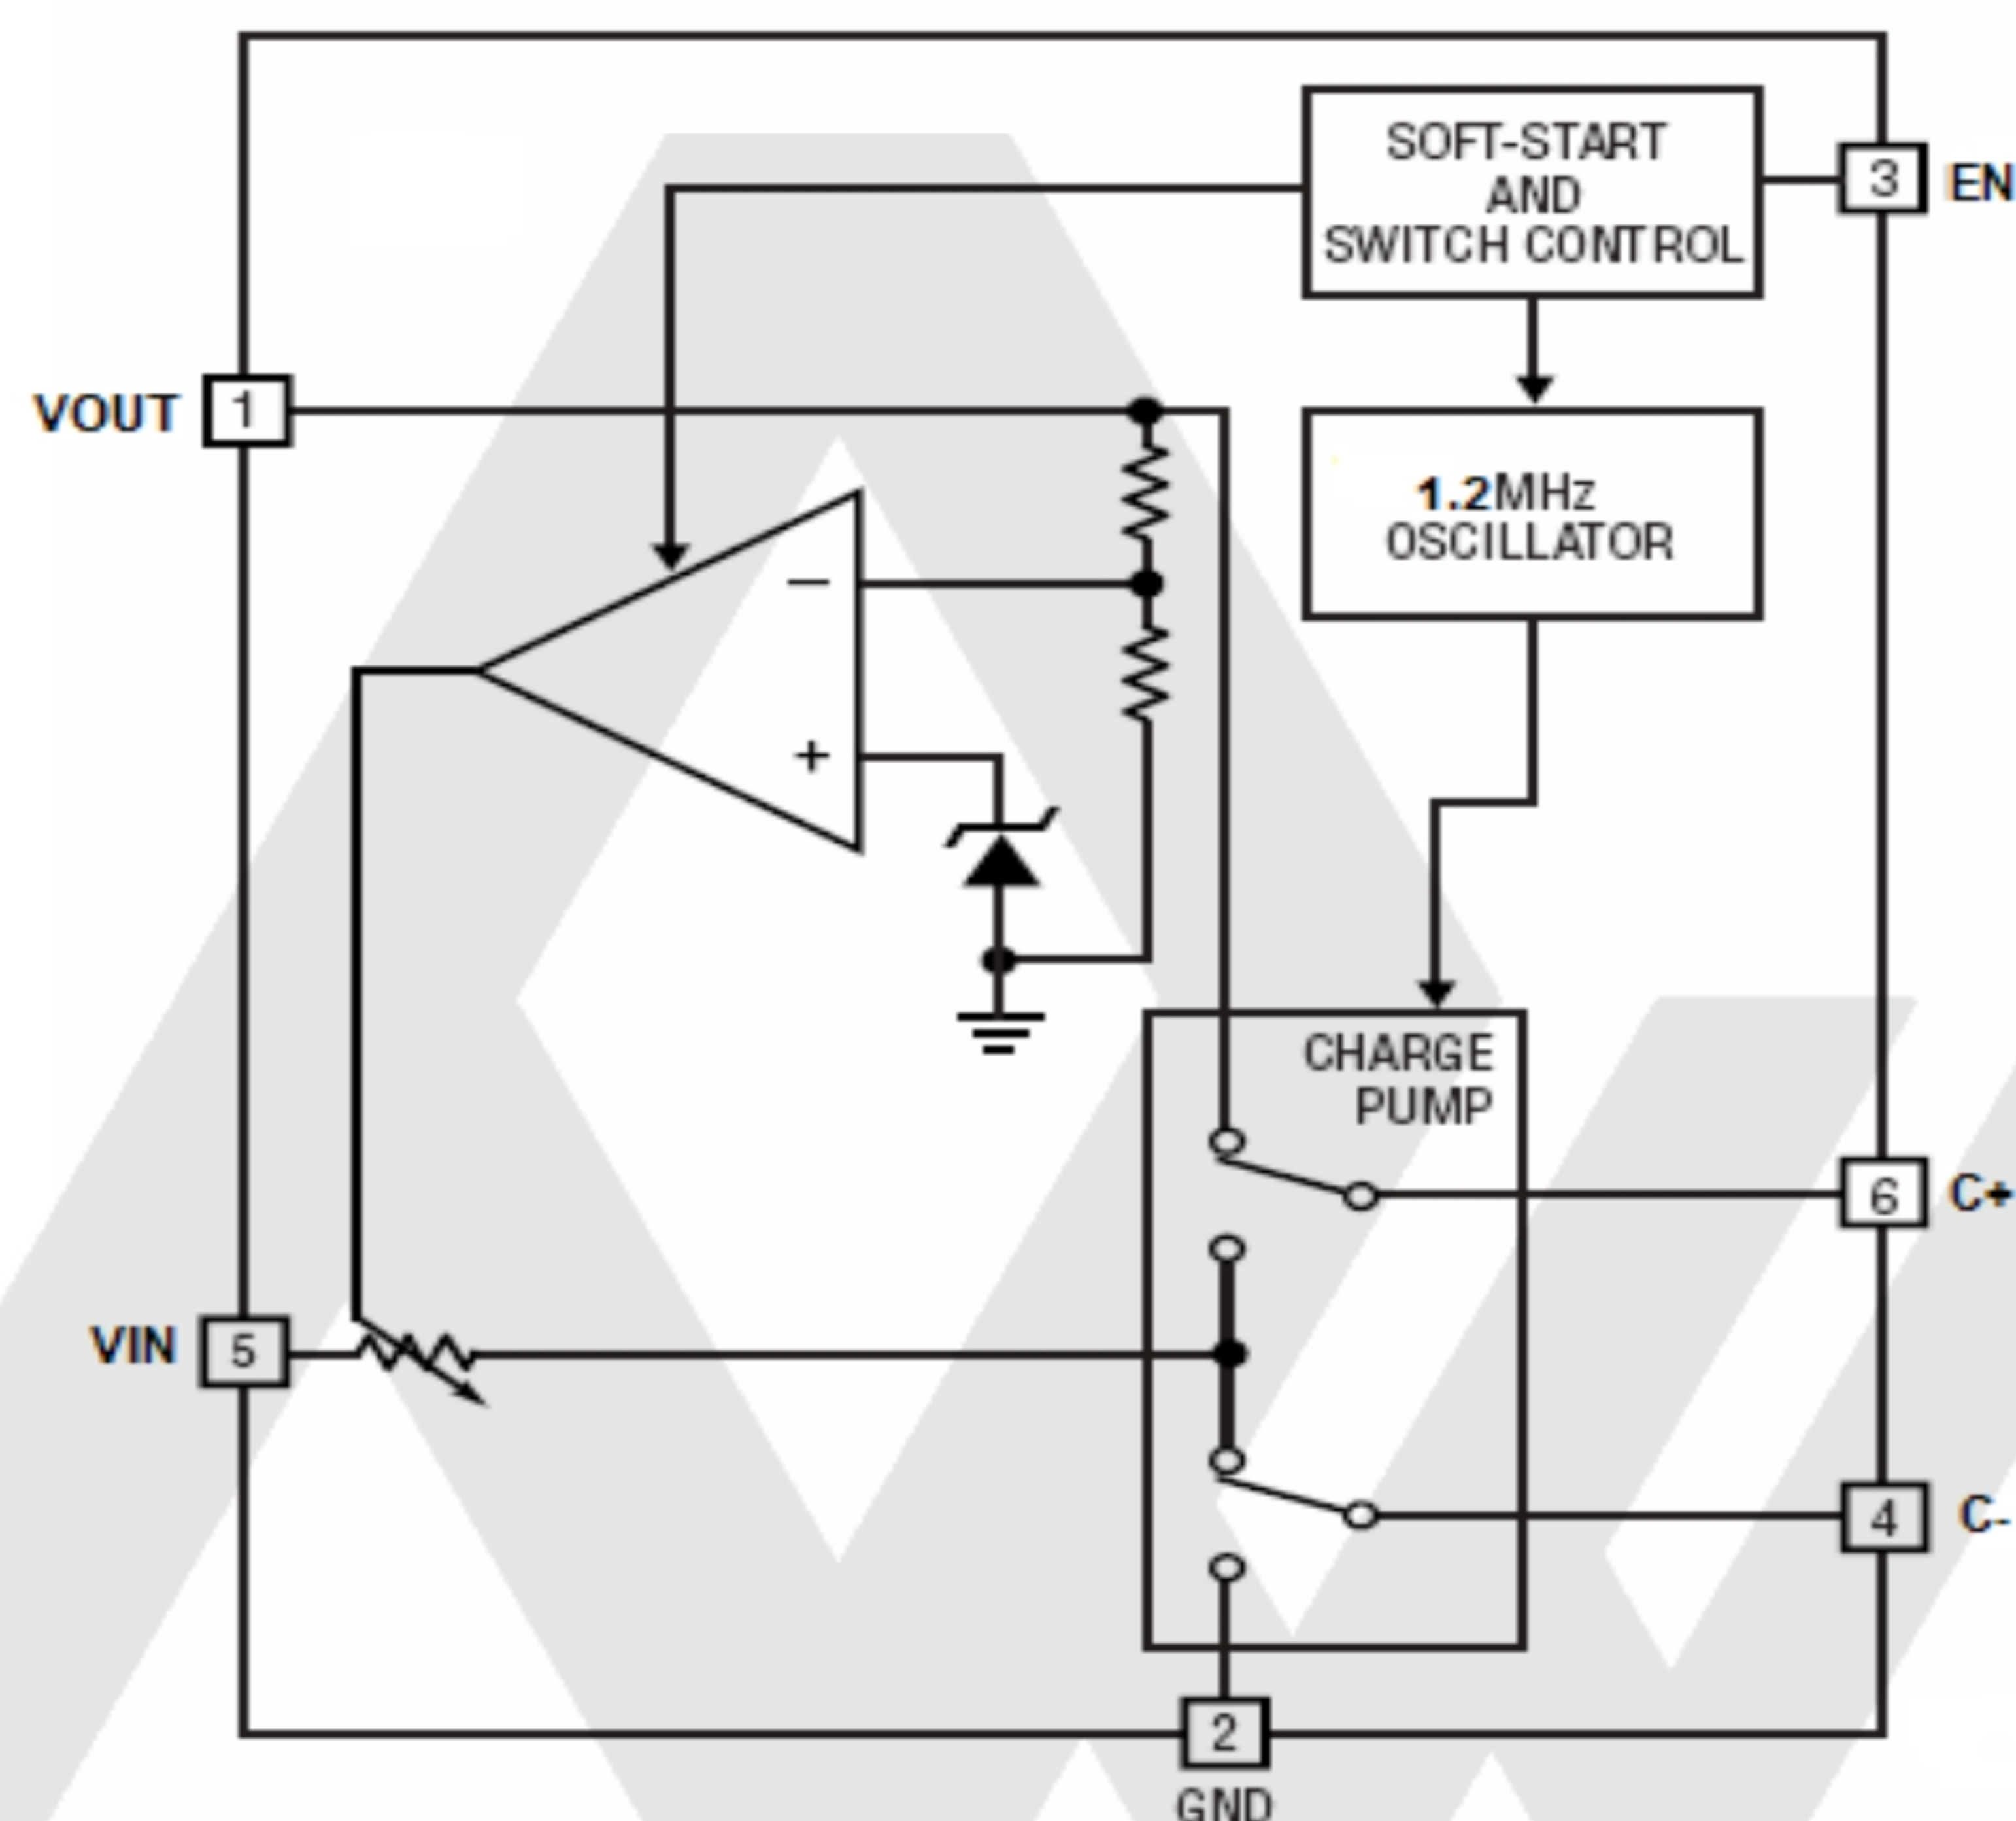 SOFT-START
AND
SWITCH CONTROL
3 EN
VOUT 1
1.2MHz
OSCILLATOR
−
+
CHARGE
PUMP
6 C+
VIN 5
4 C-
2
GND